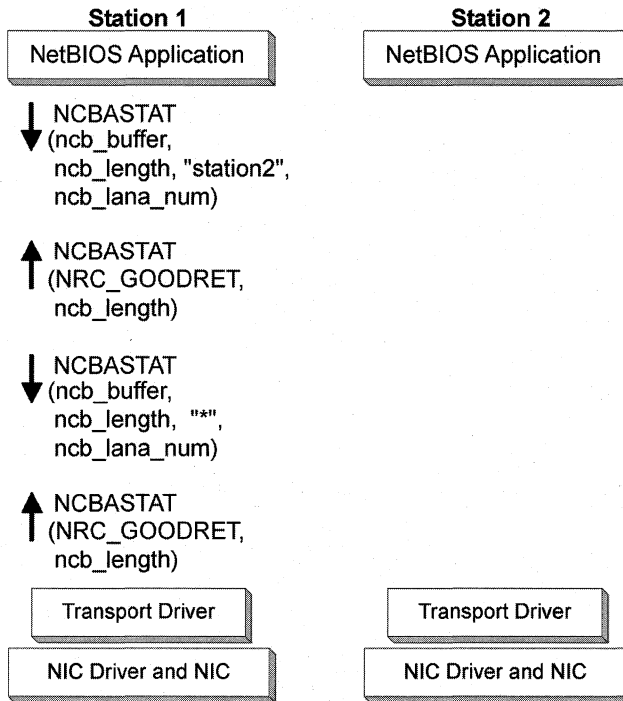 Station 1
Station 2
NetBIOS Application
NetBIOS Application
NCBASTAT
(ncb_buffer,
ncb_length, "station2",
ncb_lana_num)
NCBASTAT
(NRC_GOODRET,
ncb_length)
NCBASTAT
(ncb_buffer,
ncb_length, "*",
ncb_lana_num)
NCBASTAT
(NRC_GOODRET,
ncb_length)
Transport Driver
Transport Driver
NIC Driver and NIC
NIC Driver and NIC